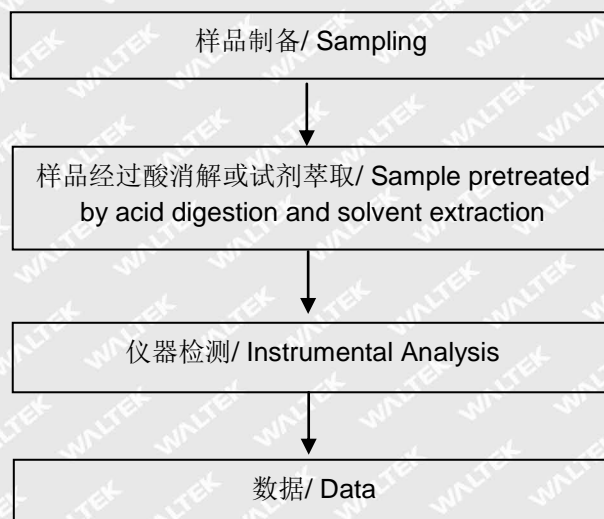 样品制备/ Sampling
样品经过酸消解或试剂萃取/ Sample pretreated
by acid digestion and solvent extraction
仪器检测/ Instrumental Analysis
数据/ Data
WALTEK